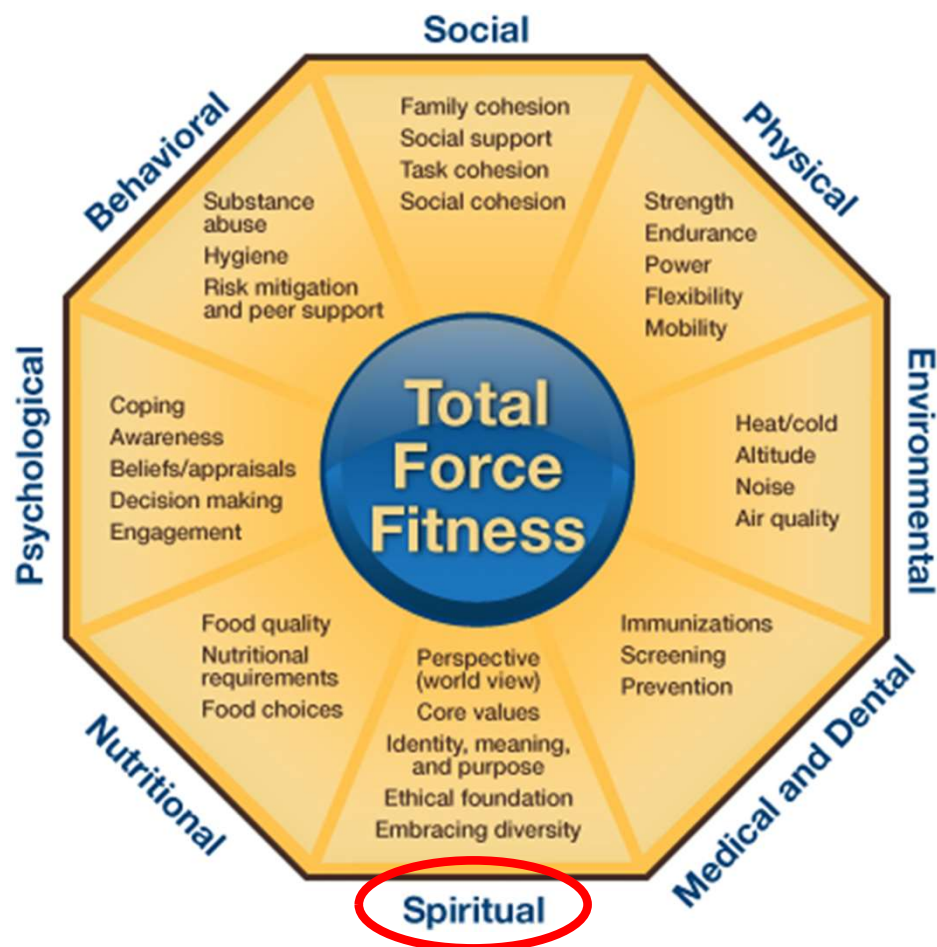 Social
Family cohesion
Social support
Task cohesion
Social cohesion
Physical
Strength
Endurance
Power
Flexibility
Mobility
Environmental
Heat/cold
Altitude
Noise
Air quality
Medical and Dental
Immunizations
Screening
Prevention
Spiritual
Perspective
(world view)
Core values
Identity, meaning,
and purpose
Ethical foundation
Embracing diversity
Nutritional
Food quality
Nutritional
requirements
Food choices
Psychological
Coping
Awareness
Beliefs/appraisals
Decision making
Engagement
Behavioral
Substance
abuse
Hygiene
Risk mitigation
and peer support
Total
Force
Fitness